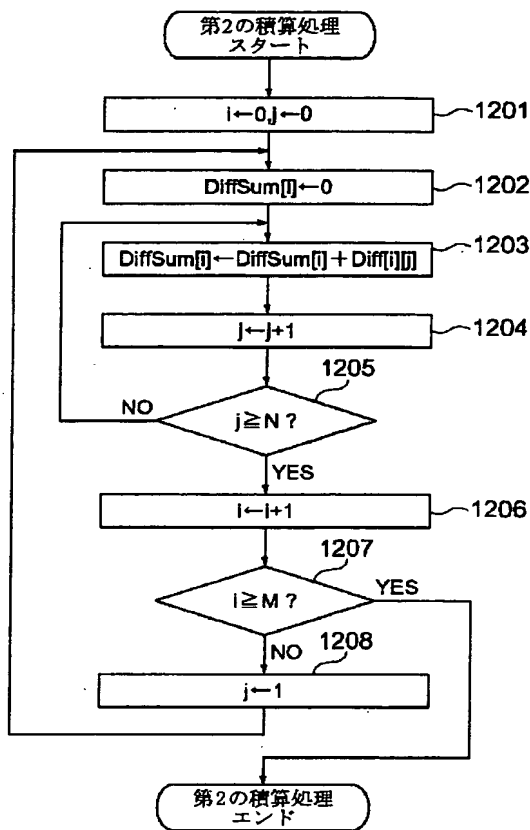 第2の積算処理
スタート
i←0,j←0
1201
DiffSum[i]←0
1202
DiffSum[i]←DiffSum[i]+Diff[i][j]
1203
j←j+1
1204
1205
j≧N?
NO
YES
i←i+1
1206
1207
i≧M?
YES
NO
1208
j←1
第2の積算処理
エンド